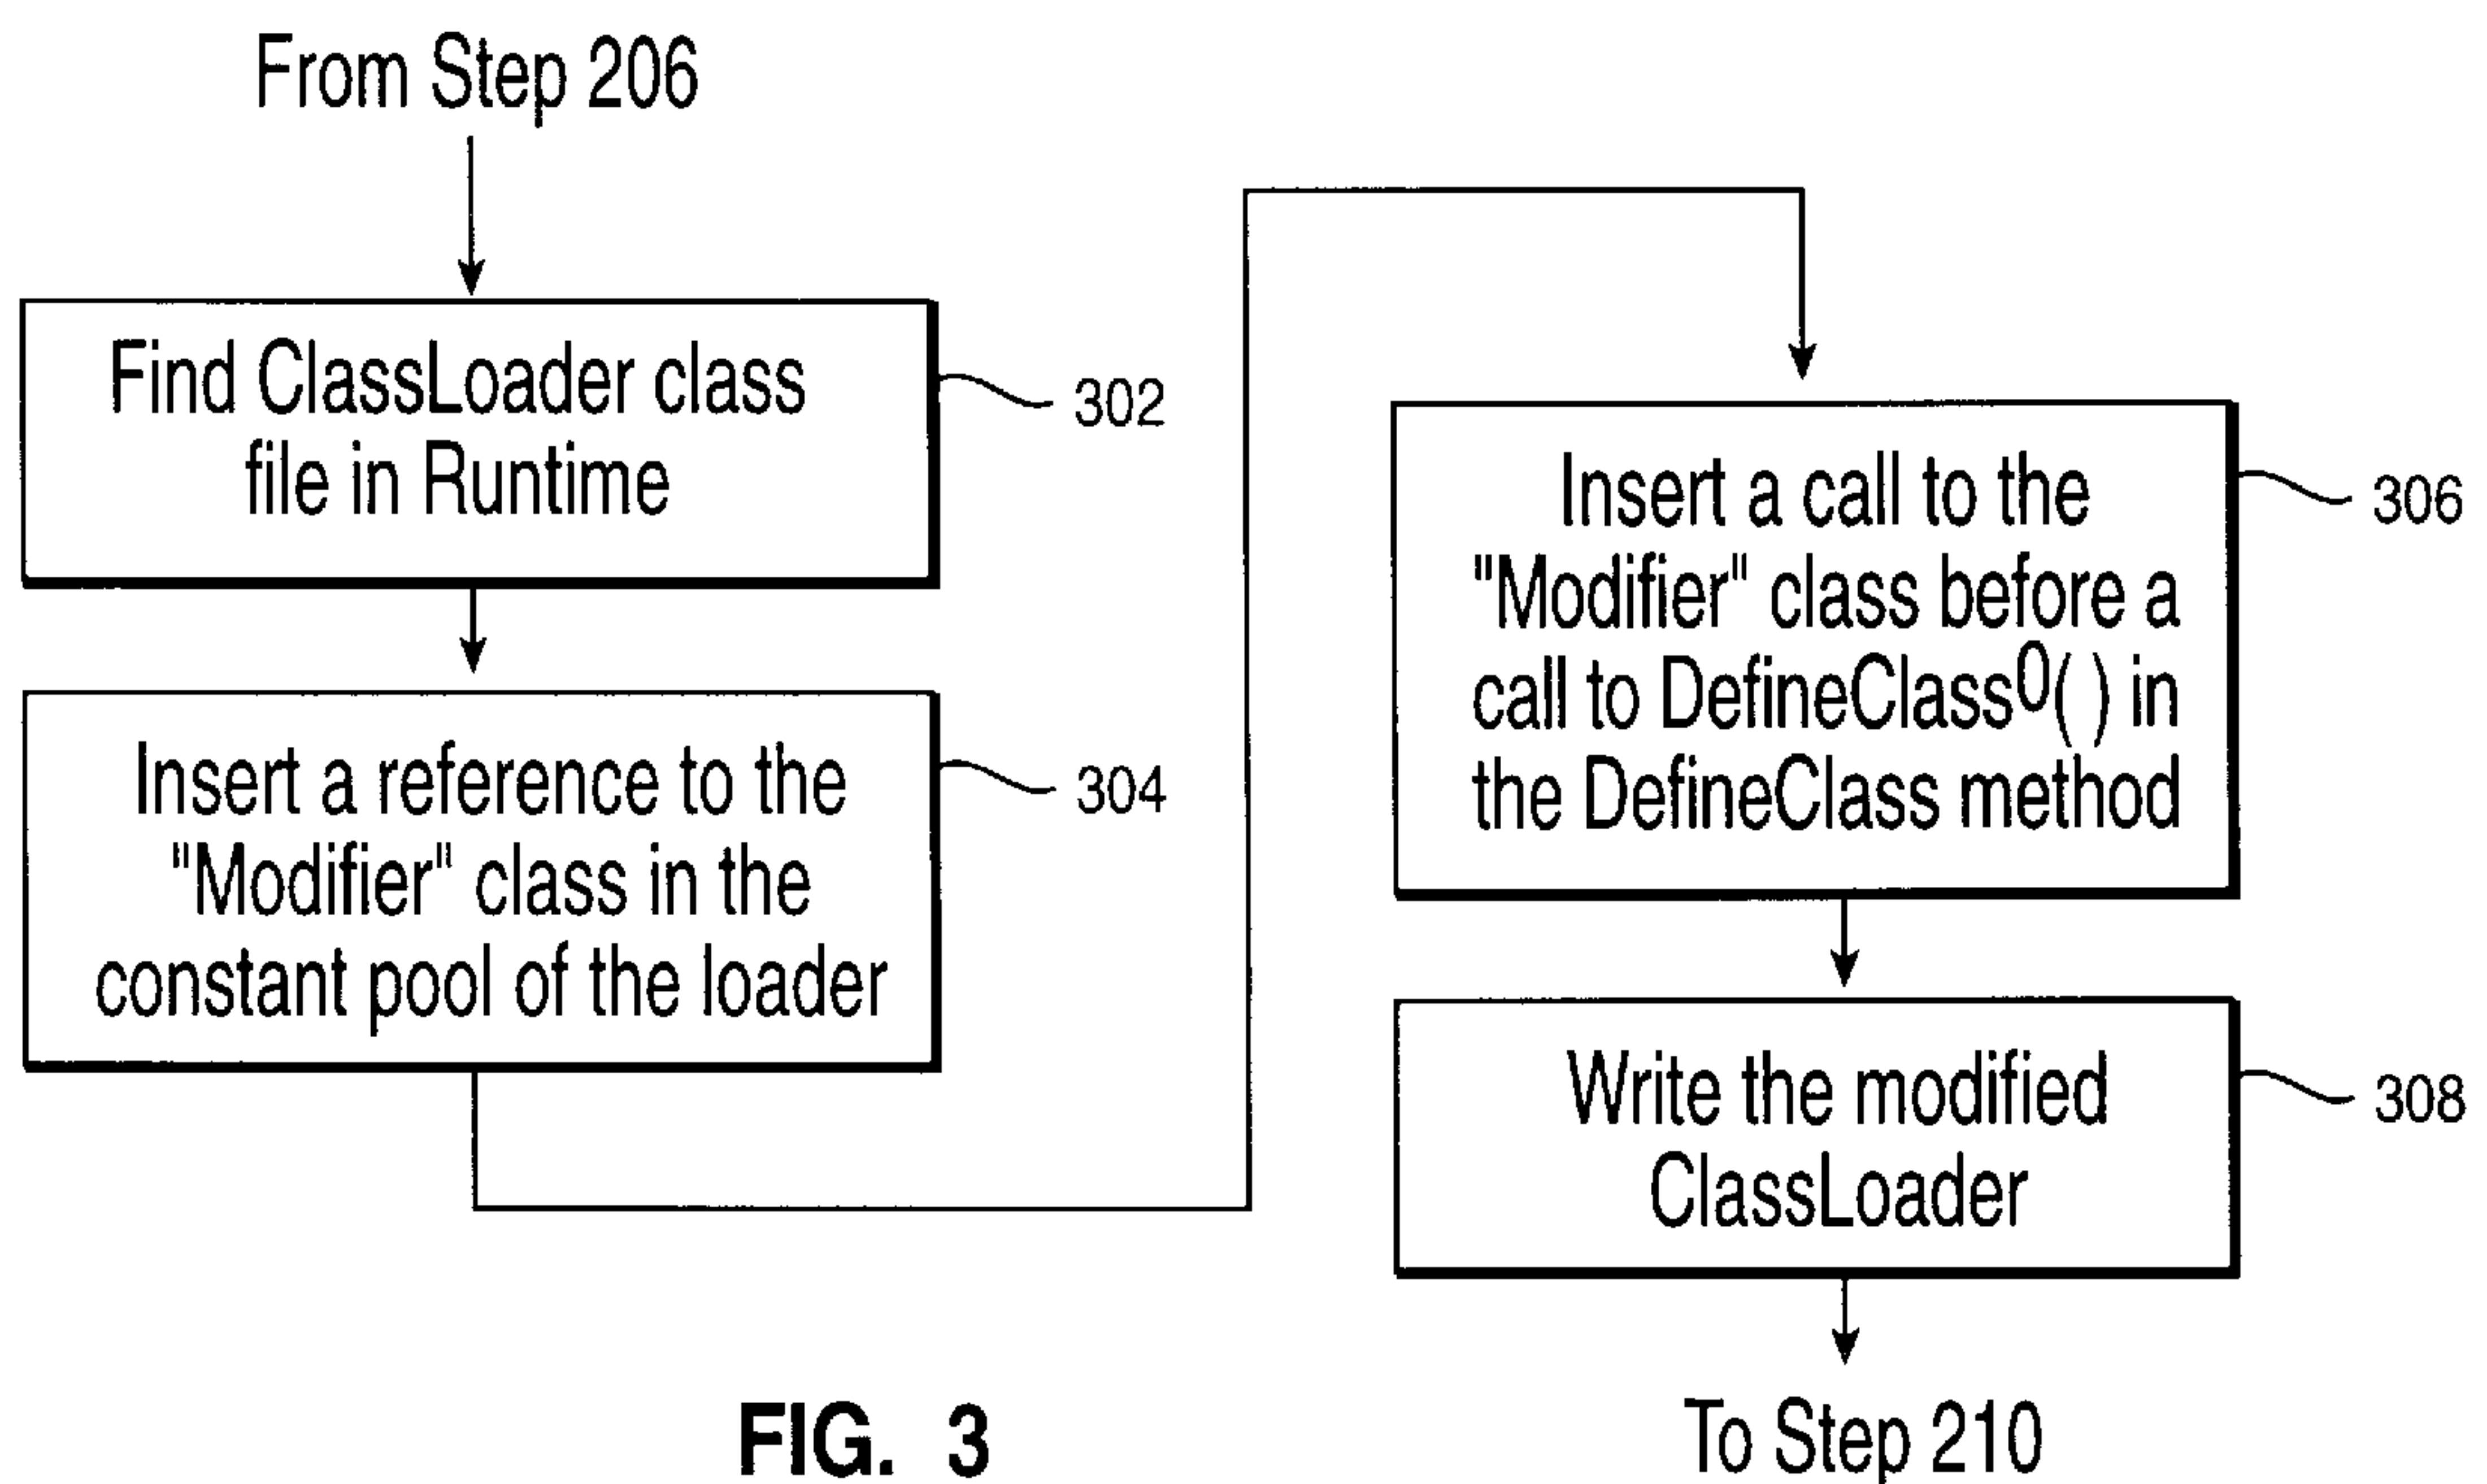 From Step 206
Find ClassLoader class
file in Runtime
302
Insert a reference to the
"Modifier" class in the
constant pool of the loader
304
Insert a call to the
"Modifier" class before a
call to DefineClass⁰( ) in
the DefineClass method
306
Write the modified
ClassLoader
308
To Step 210
FIG. 3